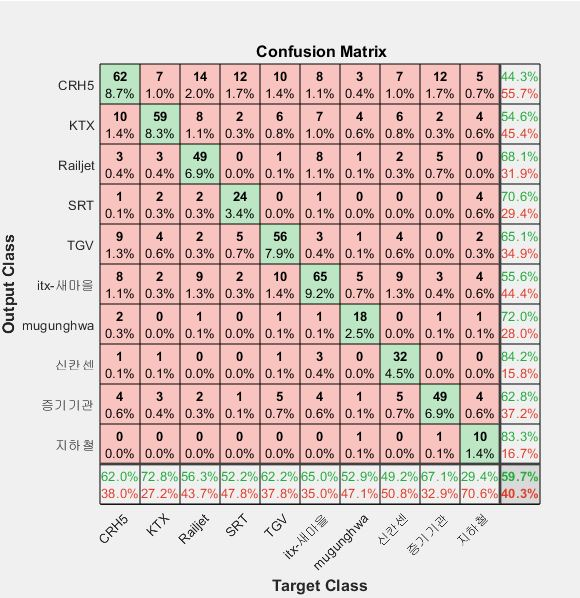 Confusion Matrix
CRH5 62 7 14 12 10 8 3 7 12 5 44.3%
8.7% 1.0% 2.0% 1.7% 1.4% 1.1% 0.4% 1.0% 1.7% 0.7% 55.7%
KTX 10 59 8 2 6 7 4 6 2 4 54.6%
1.4% 8.3% 1.1% 0.3% 0.8% 1.0% 0.6% 0.8% 0.3% 0.6% 45.4%
Railjet 3 3 49 0 1 8 1 2 5 0 68.1%
0.4% 0.4% 6.9% 0.0% 0.1% 1.1% 0.1% 0.3% 0.7% 0.0% 31.9%
SRT 1 2 2 24 0 1 0 0 0 4 70.6%
0.1% 0.3% 0.3% 3.4% 0.0% 0.1% 0.0% 0.0% 0.0% 0.6% 29.4%
TGV 9 4 2 5 56 3 1 4 0 2 65.1%
1.3% 0.6% 0.3% 0.7% 7.9% 0.4% 0.1% 0.6% 0.0% 0.3% 34.9%
itx-새마을 8 2 9 2 10 65 5 9 3 4 55.6%
1.1% 0.3% 1.3% 0.3% 1.4% 9.2% 0.7% 1.3% 0.4% 0.6% 44.4%
mugunghwa 2 0 1 1 1 1 18 0 1 1 72.0%
0.3% 0.0% 0.1% 0.1% 0.1% 0.1% 2.5% 0.0% 0.1% 0.1% 28.0%
신칸센 1 1 0 0 1 3 0 32 0 0 84.2%
0.1% 0.1% 0.0% 0.0% 0.1% 0.4% 0.0% 4.5% 0.0% 0.0% 15.8%
증기기관 4 3 2 1 5 4 1 5 49 4 62.8%
0.6% 0.4% 0.3% 0.1% 0.7% 0.6% 0.1% 0.7% 6.9% 0.6% 37.2%
지하철 0 0 0 0 0 0 1 0 1 10 83.3%
0.0% 0.0% 0.0% 0.0% 0.0% 0.0% 0.1% 0.0% 0.1% 1.4% 16.7%
62.0% 72.8% 56.3% 52.2% 62.2% 65.0% 52.9% 49.2% 67.1% 29.4% 59.7%
38.0% 27.2% 43.7% 47.8% 37.8% 35.0% 47.1% 50.8% 32.9% 70.6% 40.3%
CRH5 KTX Railjet SRT TGV itx-새마을 mugunghwa 신칸센 증기기관 지하철
Target Class
Output Class